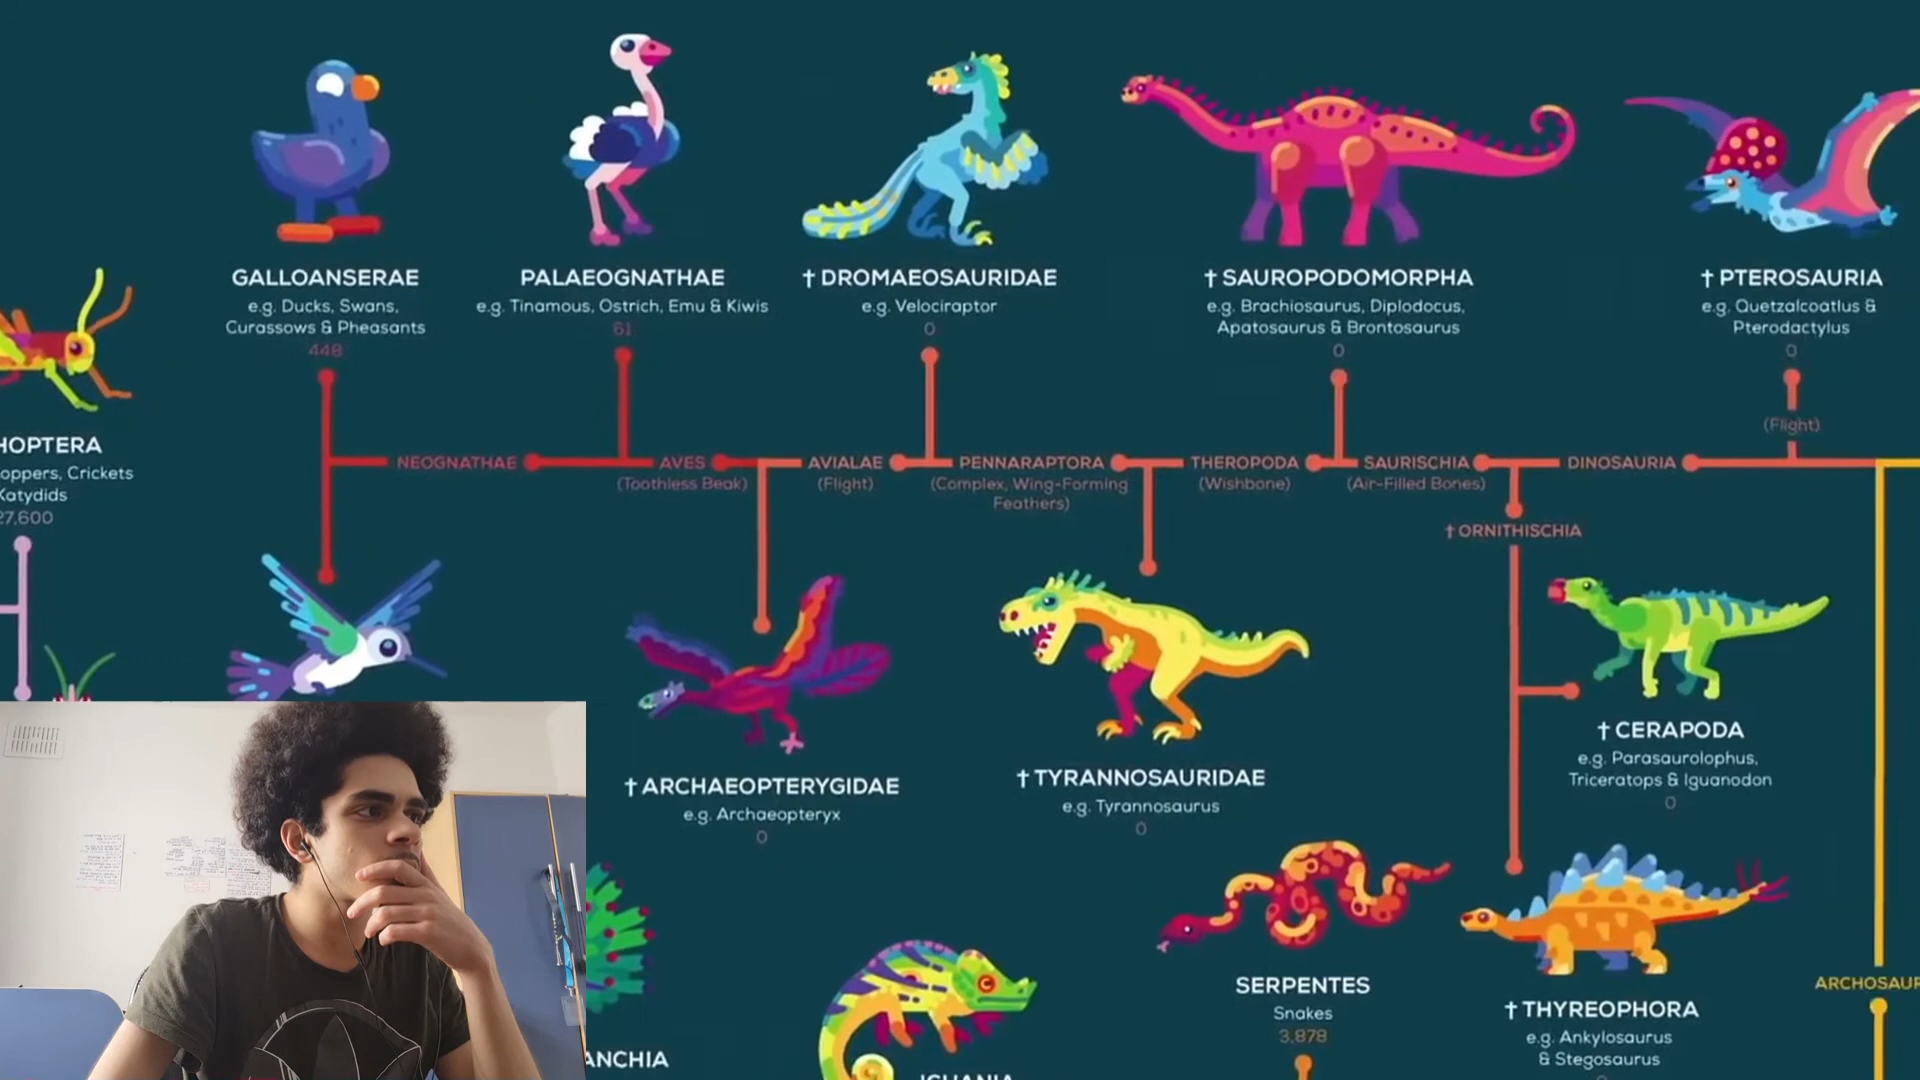 GALLOANSERAE
e.g. Ducks, Swans,
Curassows & Pheasants
448
PALAEOGNATHAE
e.g. Tinamous, Ostrich, Emu & Kiwis
61
† DROMAEOSAURIDAE
e.g. Velociraptor
0
† SAUROPODOMORPHA
e.g. Brachiosaurus, Diplodocus,
Apatosaurus & Brontosaurus
0
† PTEROSAURIA
e.g. Quetzalcoatlus &
Pterodactylus
0
(Flight)
HOPTERA
oppers, Crickets
Katydids
27,600
NEOGNATHAE
AVES
(Toothless Beak)
AVIALAE
(Flight)
PENNARAPTORA
(Complex, Wing-Forming
Feathers)
THEROPODA
(Wishbone)
SAURISCHIA
(Air-Filled Bones)
DINOSAURIA
† ORNITHISCHIA
† CERAPODA
e.g. Parasaurolophus,
Triceratops & Iguanodon
0
† ARCHAEOPTERYGIDAE
e.g. Archaeopteryx
0
† TYRANNOSAURIDAE
e.g. Tyrannosaurus
0
SERPENTES
Snakes
3,878
† THYREOPHORA
e.g. Ankylosaurus
& Stegosaurus
ARCHOSAUR
ANCHIA
IGUANIA